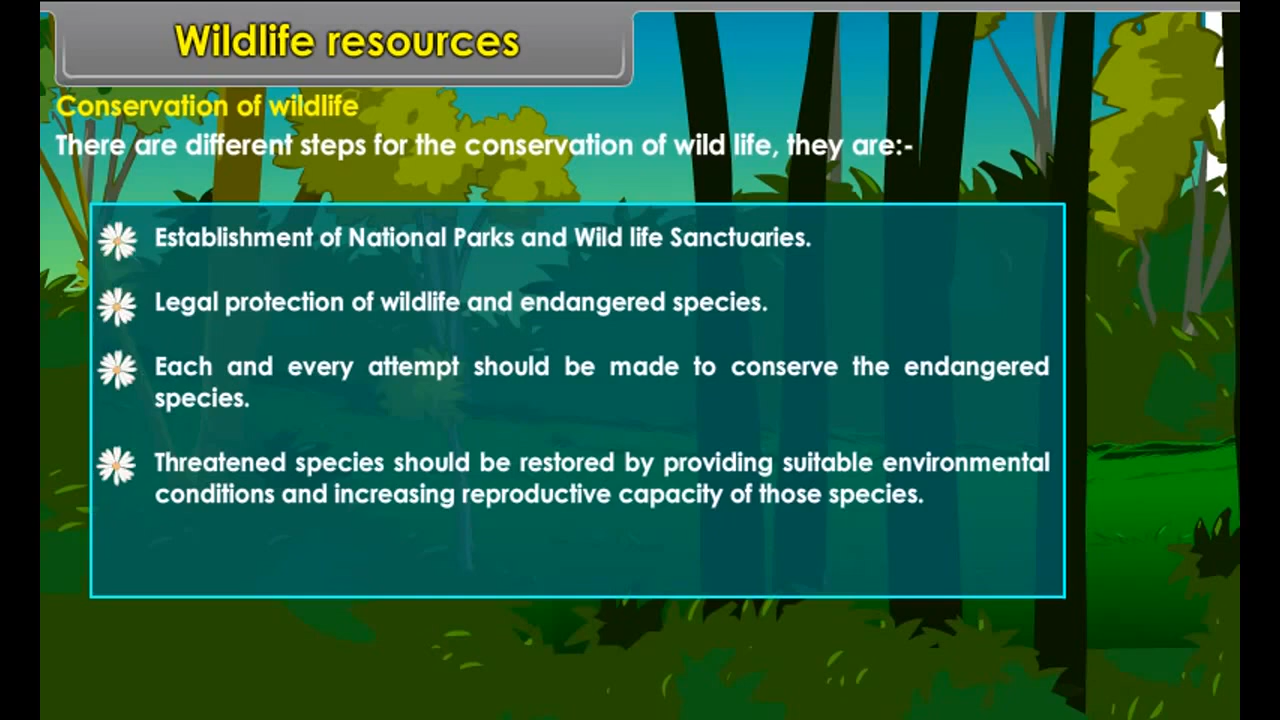 Wildlife resources
Conservation of wildlife
There are different steps for the conservation of wild life, they are:-
Establishment of National Parks and Wild life Sanctuaries.
Legal protection of wildlife and endangered species.
Each and every attempt should be made to conserve the endangered
species.
Threatened species should be restored by providing suitable environmental
conditions and increasing reproductive capacity of those species.